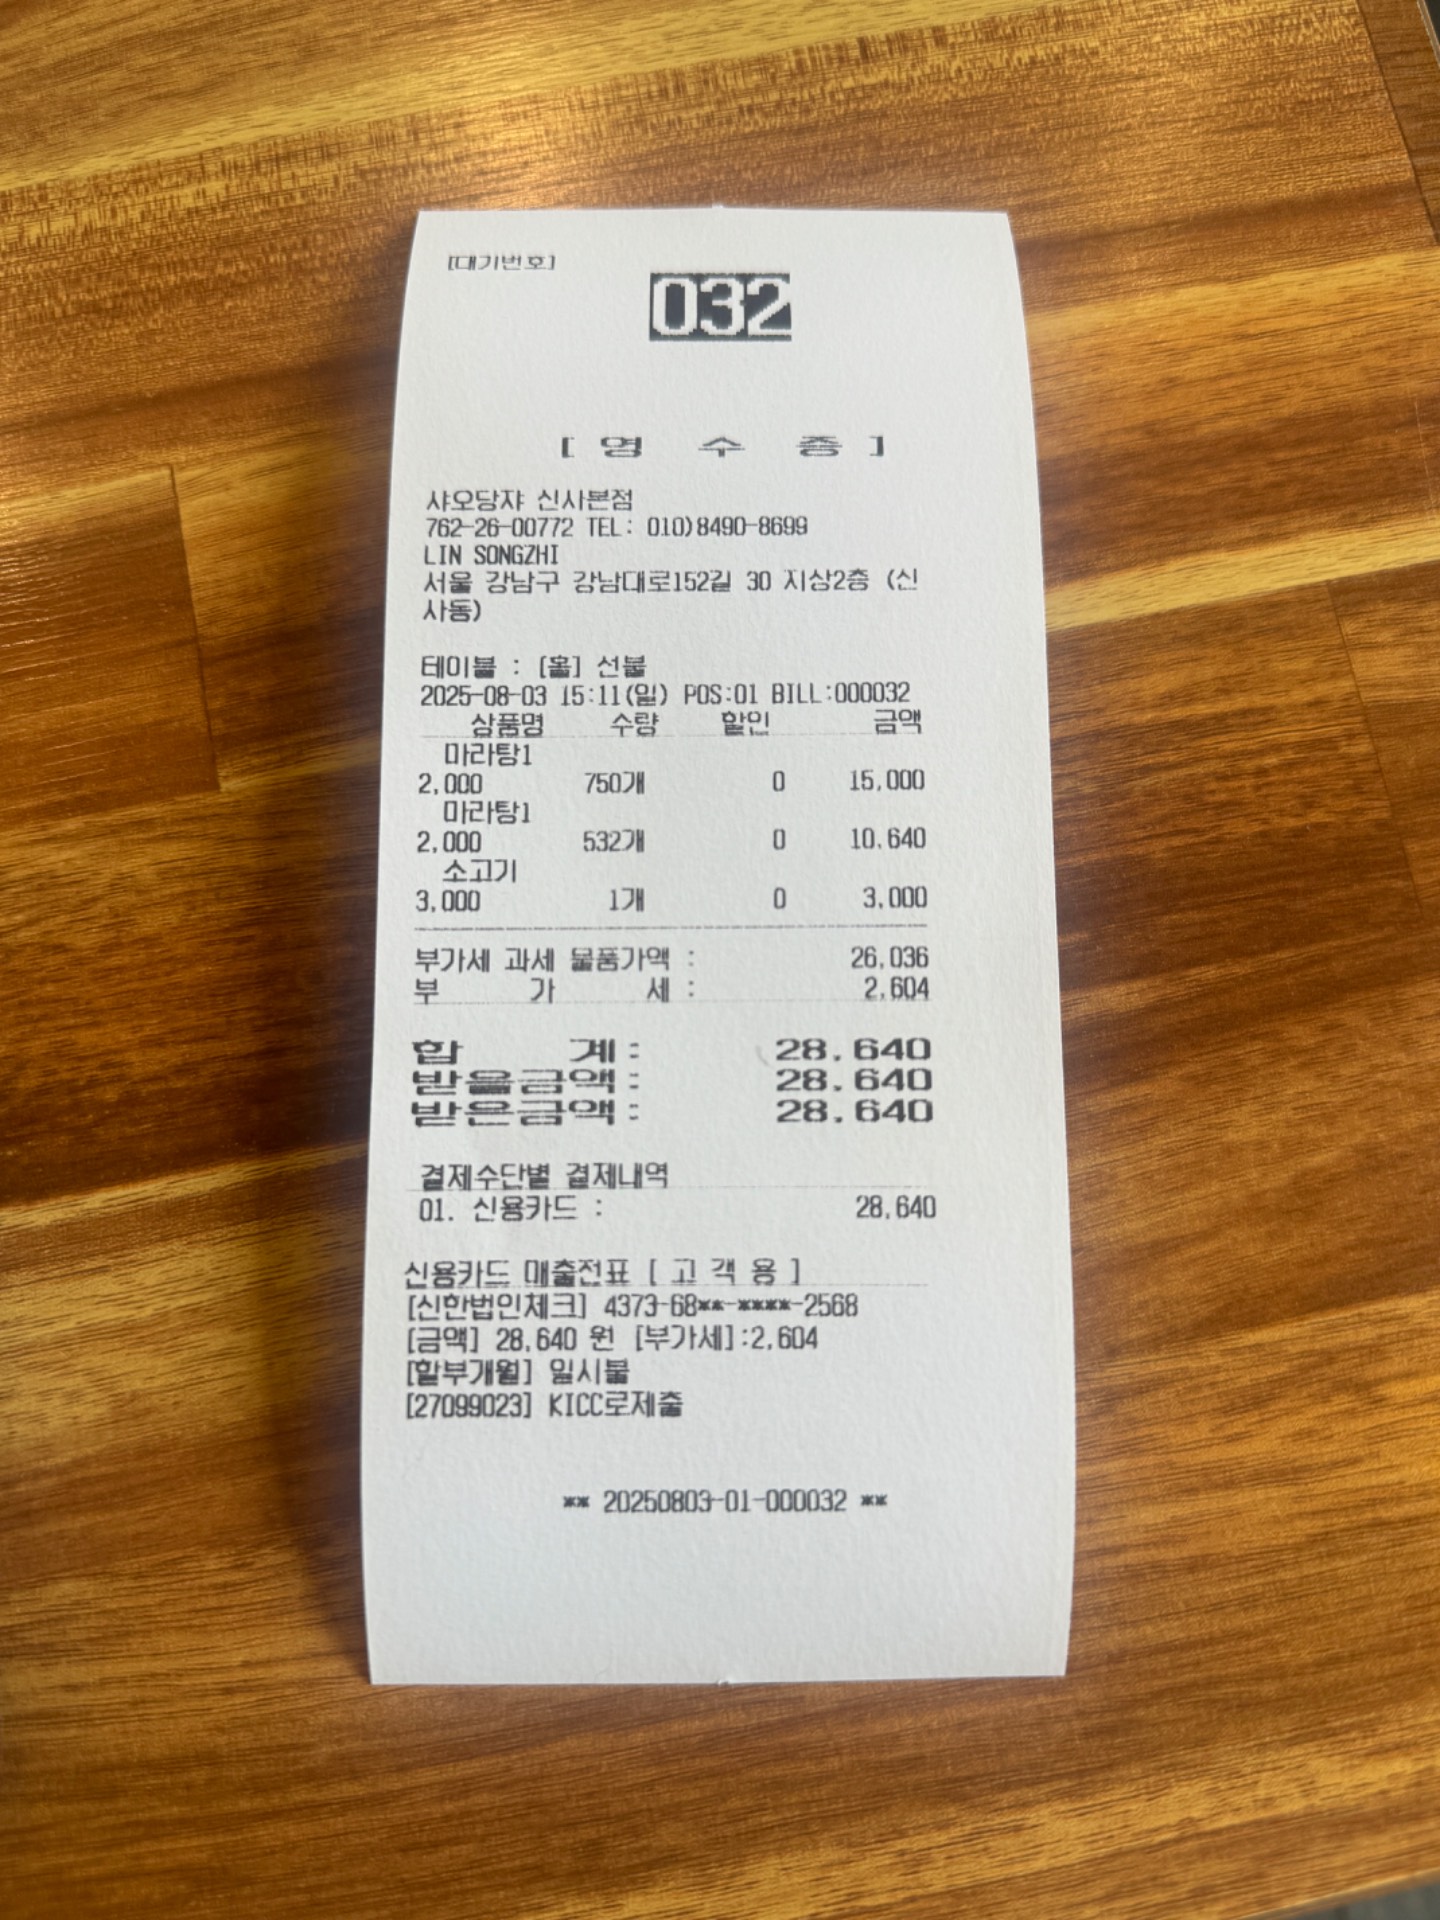 [대기번호]
032
[ 영 수 증 ]
샤오당쟈 신사본점
762-26-00772 TEL: 010)8490-8699
LIN SONGZHI
서울 강남구 강남대로152길 30 지상2층 (신
사동)
테이블 : [홀] 선불
2025-08-03 15:11(일) POS:01 BILL:000032
상품명 수량 할인 금액
마라탕1
2,000 750개 0 15,000
마라탕1
2,000 532개 0 10,640
소고기
3,000 1개 0 3,000
부가세 과세 물품가액 : 26,036
부 가 세 : 2,604
합 계: 28,640
받을금액: 28,640
받은금액: 28,640
결제수단별 결제내역
01. 신용카드 : 28,640
신용카드 매출전표 [ 고 객 용 ]
[신한법인체크] 4373-68**-****-2568
[금액] 28,640 원 [부가세]:2,604
[할부개월] 일시불
[27099023] KICC로제출
** 20250803-01-000032 **